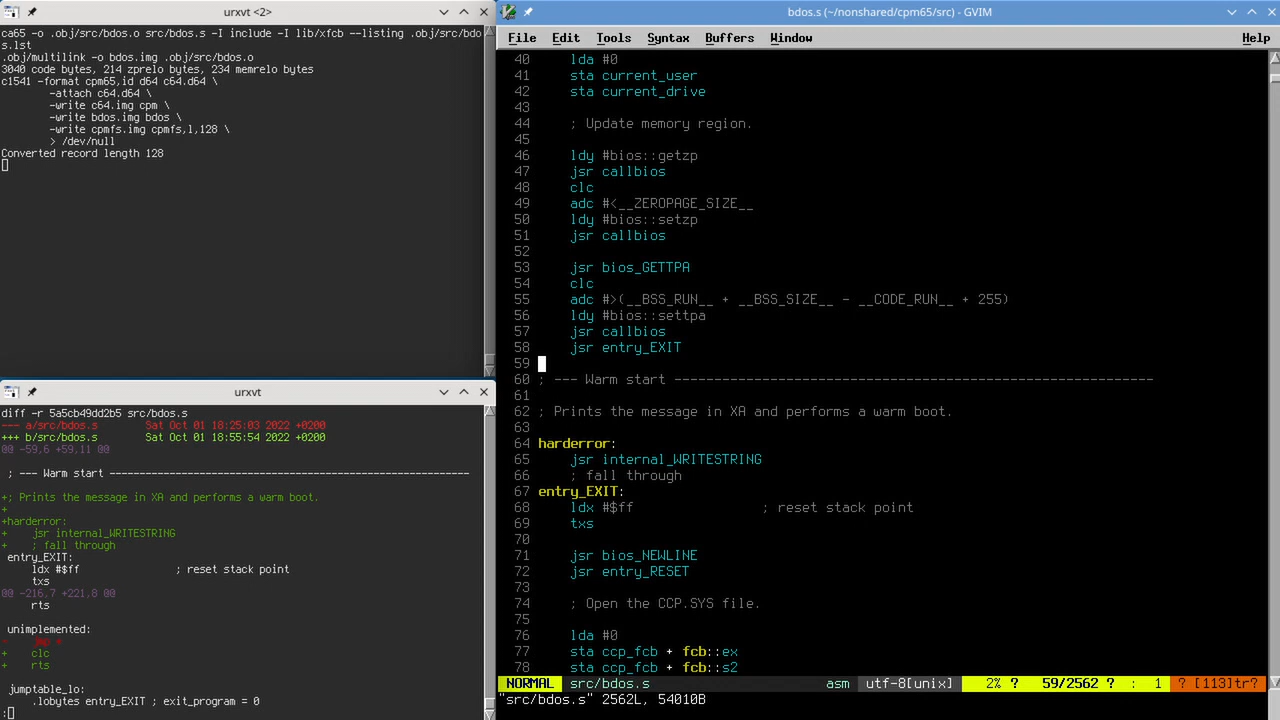 urxvt <2>
ca65 -o .obj/src/bdos.o src/bdos.s -I include -I lib/xfcb --listing .obj/src/bdo
s.lst
.obj/multilink -o bdos.img .obj/src/bdos.o
3040 code bytes, 214 zprelo bytes, 234 memrelo bytes
c1541 -format cpm65,id d64 c64.d64 \
-attach c64.d64 \
-write c64.img cpm \
-write bdos.img bdos \
-write cpmfs.img cpmfs,l,128 \
> /dev/null
Converted record length 128
urxvt
diff -r 5a5cb49dd2b5 src/bdos.s
--- a/src/bdos.s Sat Oct 01 18:25:03 2022 +0200
+++ b/src/bdos.s Sat Oct 01 18:55:54 2022 +0200
@@ -59,6 +59,11 @@
; --- Warm start ------------------------------------------------------------
+; Prints the message in XA and performs a warm boot.
+
+harderror:
+ jsr internal_WRITESTRING
+ ; fall through
entry_EXIT:
ldx #$ff ; reset stack point
txs
@@ -216,7 +221,8 @@
rts
unimplemented:
- jmp *
+ clc
+ rts
jumptable_lo:
.lobytes entry_EXIT ; exit_program = 0
:
bdos.s (~/nonshared/cpm65/src) - GVIM
File Edit Tools Syntax Buffers Window Help
40 lda #0
41 sta current_user
42 sta current_drive
43
44 ; Update memory region.
45
46 ldy #bios::getzp
47 jsr callbios
48 clc
49 adc #<__ZEROPAGE_SIZE__
50 ldy #bios::setzp
51 jsr callbios
52
53 jsr bios_GETTPA
54 clc
55 adc #>(__BSS_RUN__ + __BSS_SIZE__ - __CODE_RUN__ + 255)
56 ldy #bios::settpa
57 jsr callbios
58 jsr entry_EXIT
59
60 ; --- Warm start ------------------------------------------------------------
61
62 ; Prints the message in XA and performs a warm boot.
63
64 harderror:
65 jsr internal_WRITESTRING
66 ; fall through
67 entry_EXIT:
68 ldx #$ff ; reset stack point
69 txs
70
71 jsr bios_NEWLINE
72 jsr entry_RESET
73
74 ; Open the CCP.SYS file.
75
76 lda #0
77 sta ccp_fcb + fcb::ex
78 sta ccp_fcb + fcb::s2
NORMAL src/bdos.s asm utf-8[unix] 2% ? 59/2562 ? : 1 ? [113]tr?
"src/bdos.s" 2562L, 54010B